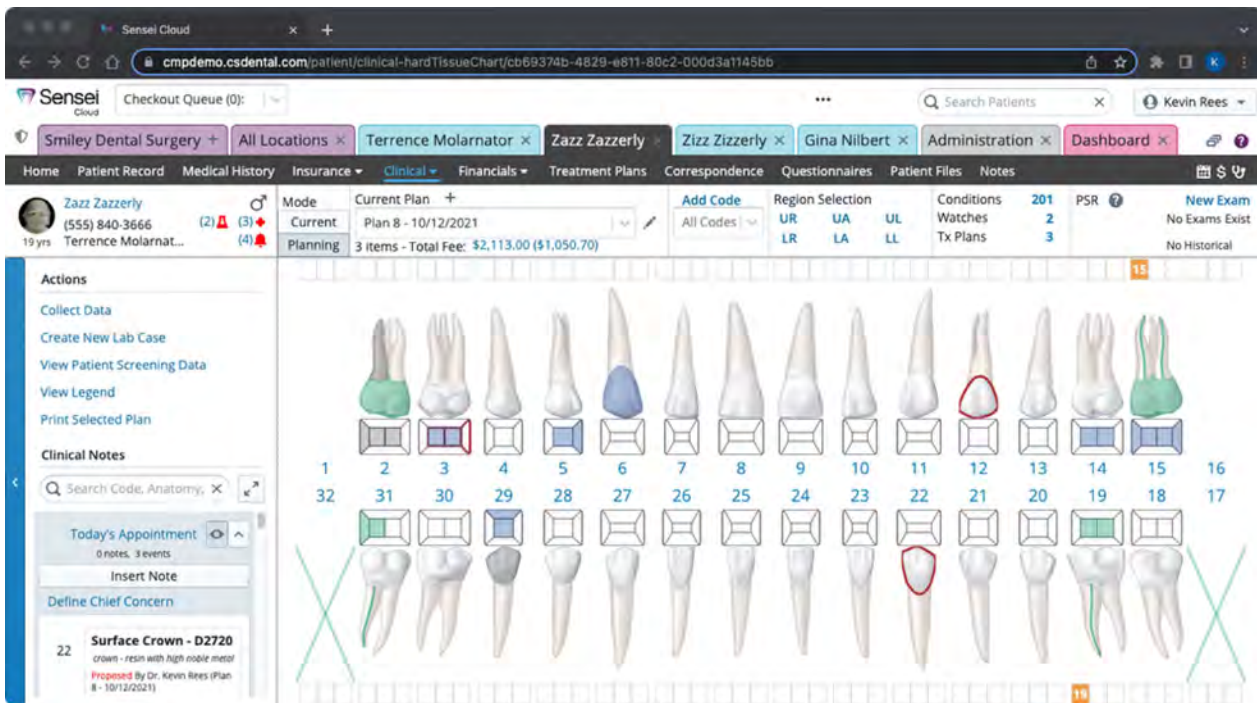 Sensei Cloud × +
cmpdemo.csdental.com/patient/clinical-hardTissueChart/cb69374b-4829-e811-80c2-000d3a1145bb K
Sensei Cloud Checkout Queue (0): ... Search Patients × Kevin Rees
Smiley Dental Surgery + All Locations × Terrence Molarnator × Zazz Zazzerly × Zizz Zizzerly × Gina Nilbert × Administration × Dashboard ×
Home Patient Record Medical History Insurance Clinical Financials Treatment Plans Correspondence Questionnaires Patient Files Notes
Zazz Zazzerly
(555) 840-3666 (2) (3)
19 yrs Terrence Molarnat... (4)
Mode
Current
Planning
Current Plan +
Plan 8 - 10/12/2021
3 items - Total Fee: $2,113.00 ($1,050.70)
Add Code
All Codes
Region Selection
UR UA UL
LR LA LL
Conditions 201
Watches 2
Tx Plans 3
PSR ?
New Exam
No Exams Exist
No Historical
Actions
Collect Data
Create New Lab Case
View Patient Screening Data
View Legend
Print Selected Plan
Clinical Notes
Search Code, Anatomy, ×
Today's Appointment
0 notes, 3 events
Insert Note
Define Chief Concern
22 Surface Crown - D2720
crown - resin with high noble metal
Proposed By Dr. Kevin Rees (Plan
8 - 10/12/2021)
15
1 2 3 4 5 6 7 8 9 10 11 12 13 14 15 16
32 31 30 29 28 27 26 25 24 23 22 21 20 19 18 17
19